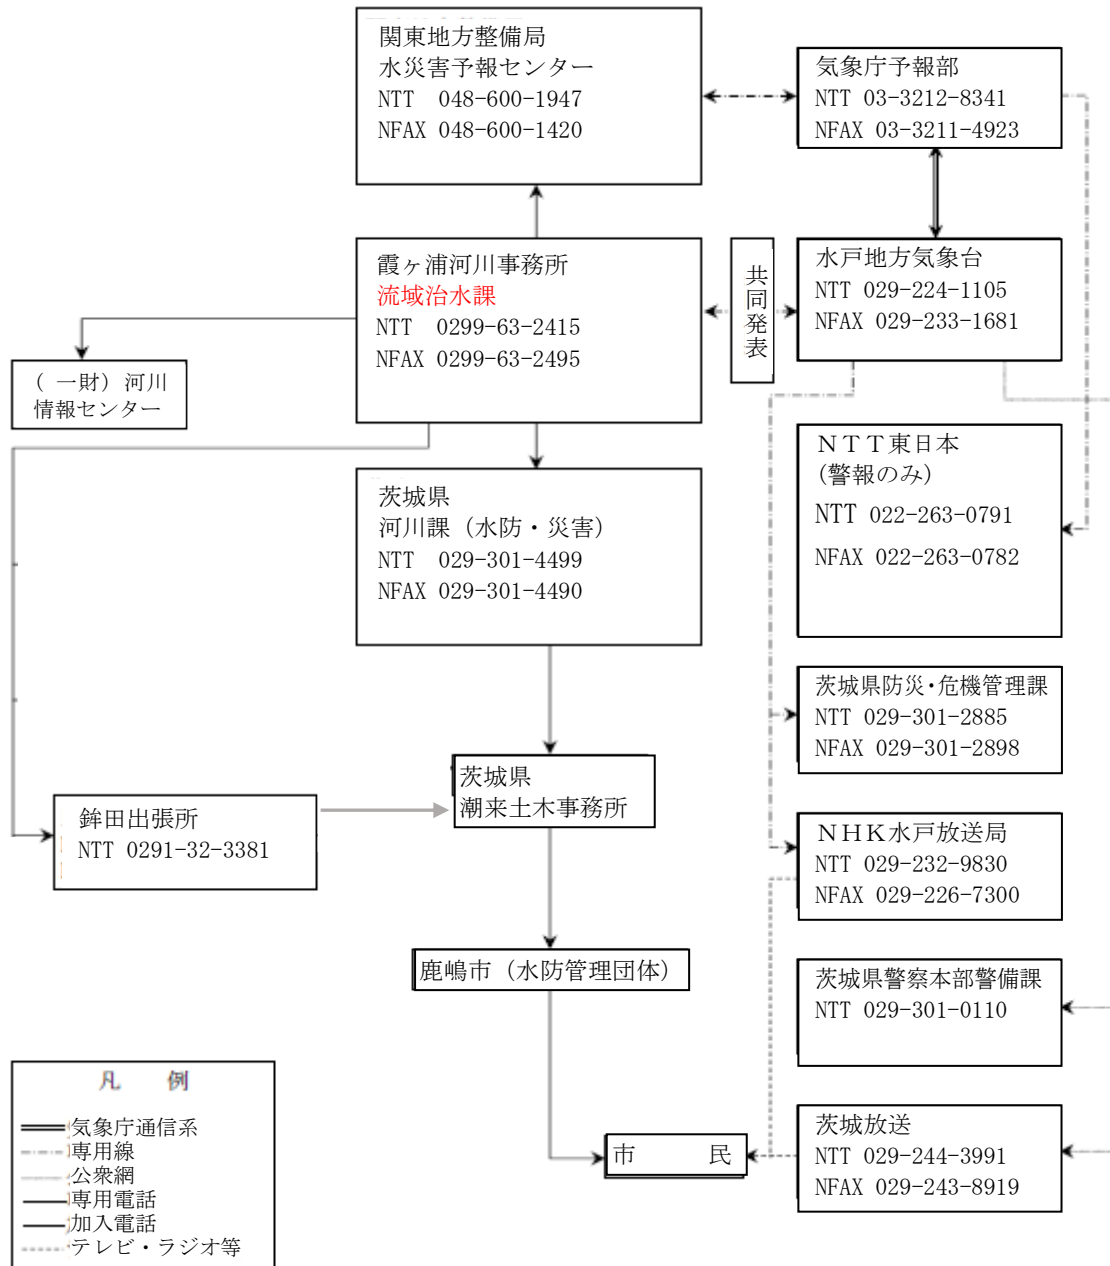 関東地方整備局
水災害予報センター
NTT 048-600-1947
NFAX 048-600-1420
気象庁予報部
NTT 03-3212-8341
NFAX 03-3211-4923
霞ヶ浦河川事務所
流域治水課
NTT 0299-63-2415
NFAX 0299-63-2495
共同発表
水戸地方気象台
NTT 029-224-1105
NFAX 029-233-1681
（ 一財）河川
情報センター
ＮＴＴ東日本
（警報のみ）
NTT 022-263-0791
NFAX 022-263-0782
茨城県
河川課（水防・災害）
NTT 029-301-4499
NFAX 029-301-4490
茨城県防災・危機管理課
NTT 029-301-2885
NFAX 029-301-2898
茨城県
潮来土木事務所
鉾田出張所
NTT 0291-32-3381
ＮＨＫ水戸放送局
NTT 029-232-9830
NFAX 029-226-7300
鹿嶋市（水防管理団体）
茨城県警察本部警備課
NTT 029-301-0110
茨城放送
NTT 029-244-3991
NFAX 029-243-8919
市　　民
凡　例
気象庁通信系
専用線
公衆網
専用電話
加入電話
テレビ・ラジオ等